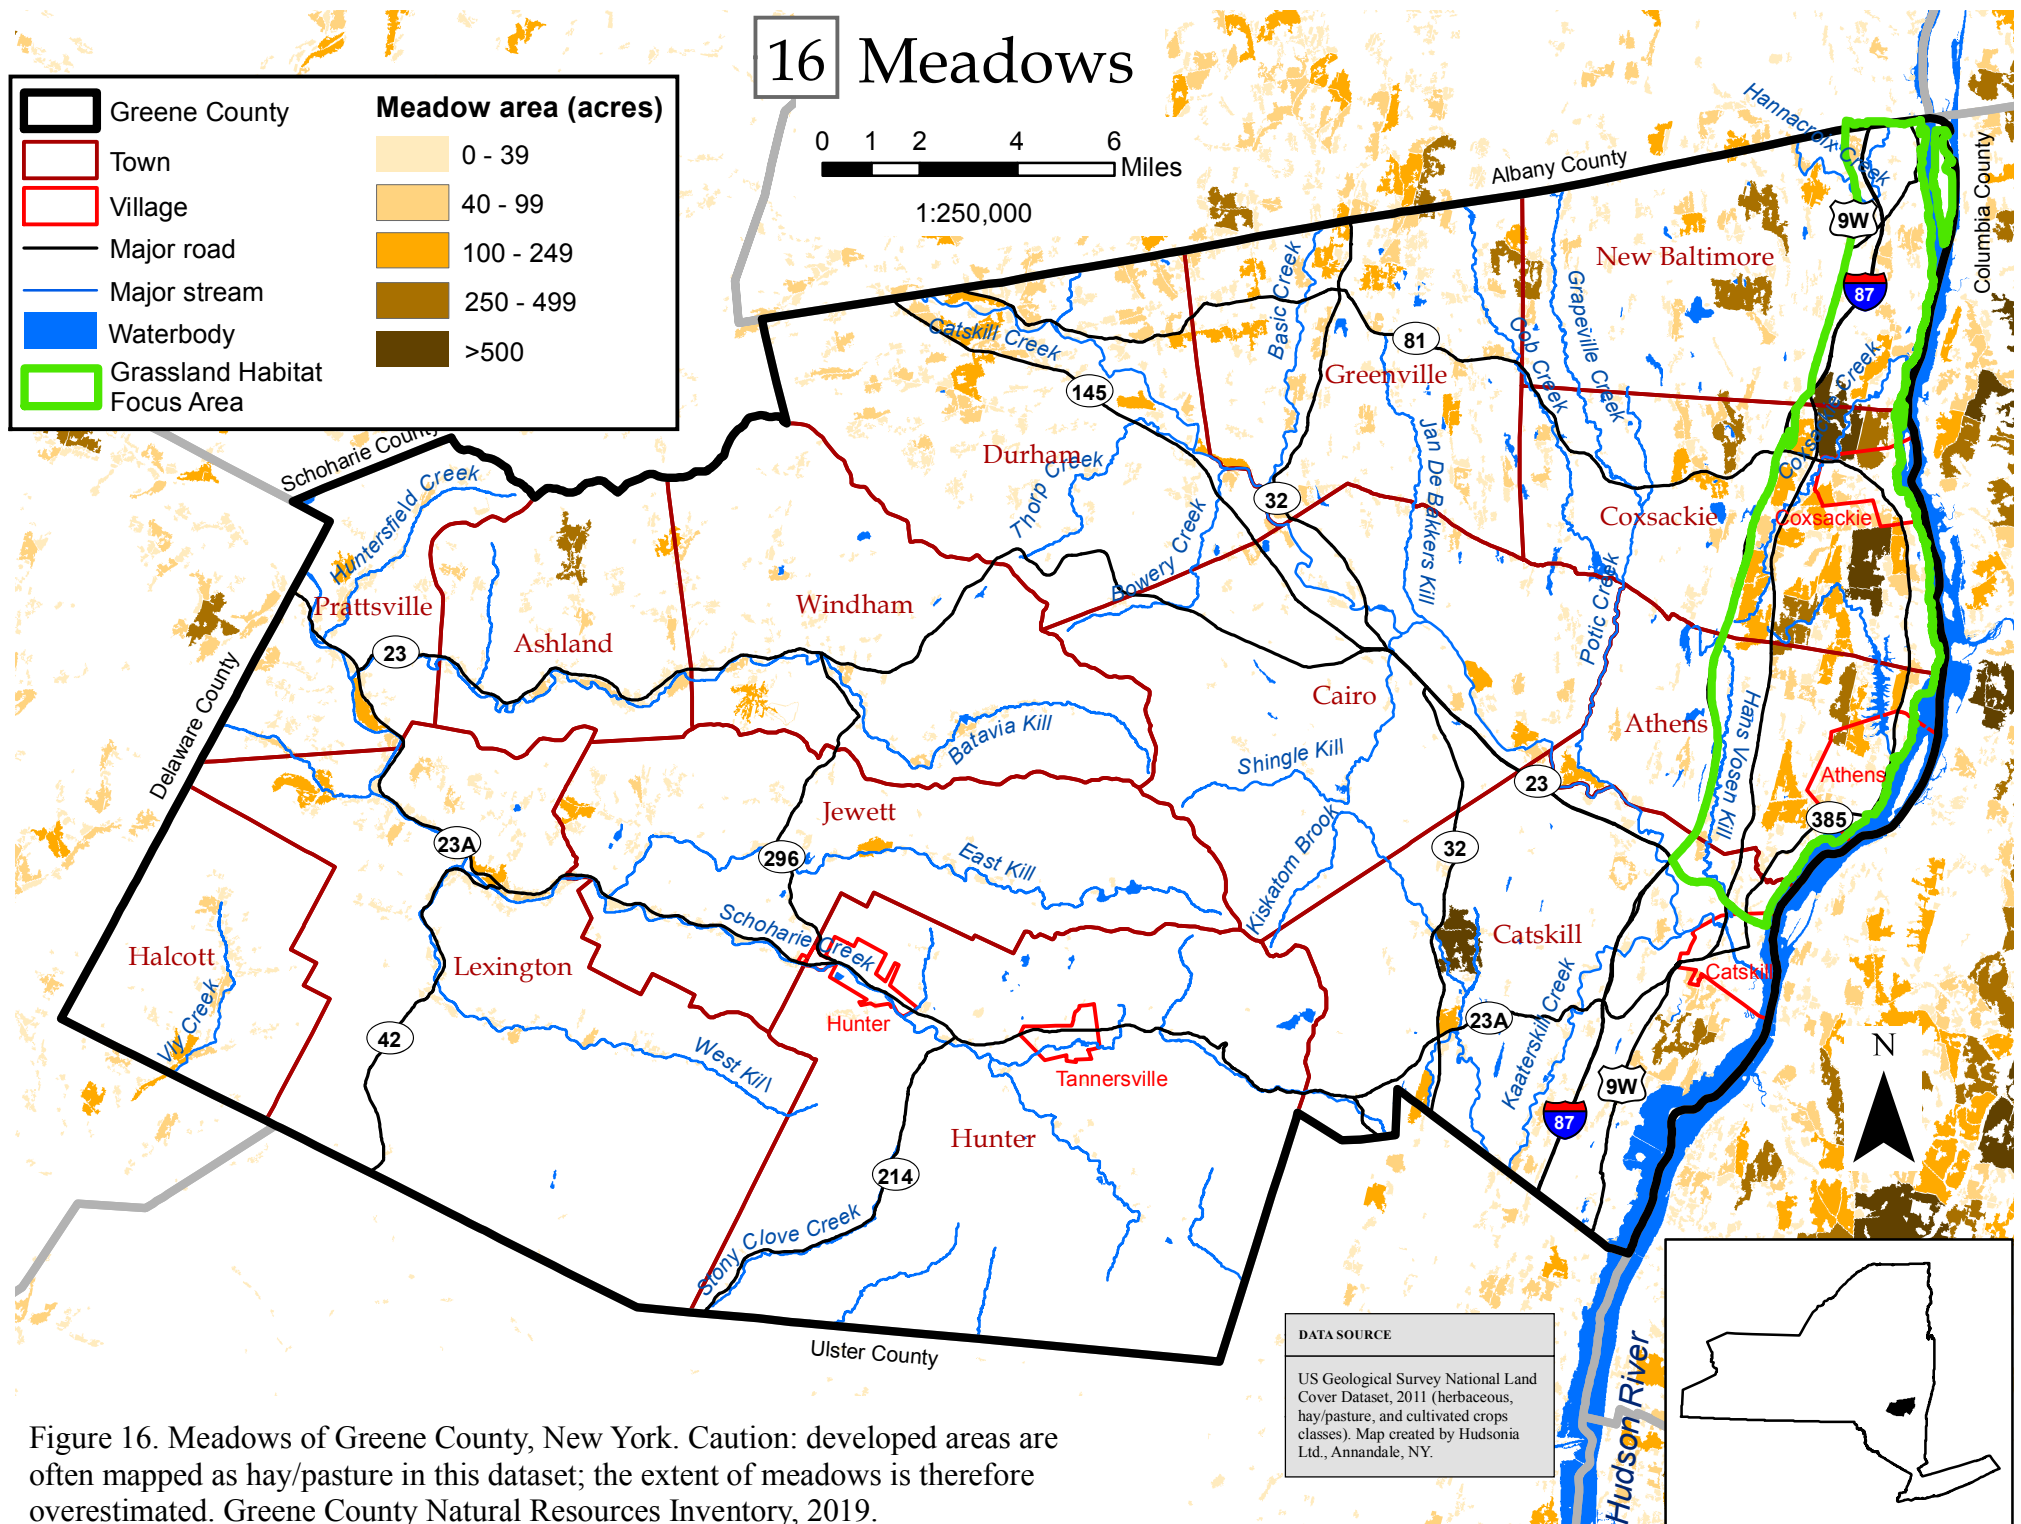 16 Meadows
Greene County
Town
Village
Major road
Major stream
Waterbody
Grassland Habitat
Focus Area
Meadow area (acres)
0 - 39
40 - 99
100 - 249
250 - 499
>500
0 1 2 4 6
Miles
1:250,000
Albany County
Columbia County
Schoharie County
Delaware County
Ulster County
Hannacroix Creek
9W
87
New Baltimore
Grapeville Creek
Cob Creek
Basic Creek
Catskill Creek
81
Greenville
145
Durham
Thorp Creek
Jan De Bakers Kill
Coxsackie Creek
32
Coxsackie
Coxsackie
Huntersfield Creek
Prattsville
23
Ashland
Windham
Bowery Creek
Potic Creek
Cairo
Athens
Hans Vosen Kill
Batavia Kill
Shingle Kill
23
Athens
385
Jewett
296
East Kill
Kiskatom Brook
32
23A
Schoharie Creek
Halcott
Vly Creek
Lexington
Catskill
Catskill
Hunter
42
West Kill
Tannersville
23A
Kaaterskill Creek
9W
87
N
Hunter
214
Stony Clove Creek
Hudson River
DATA SOURCE
US Geological Survey National Land
Cover Dataset, 2011 (herbaceous,
hay/pasture, and cultivated crops
classes). Map created by Hudsonia
Ltd., Annandale, NY.
Figure 16. Meadows of Greene County, New York. Caution: developed areas are
often mapped as hay/pasture in this dataset; the extent of meadows is therefore
overestimated. Greene County Natural Resources Inventory, 2019.